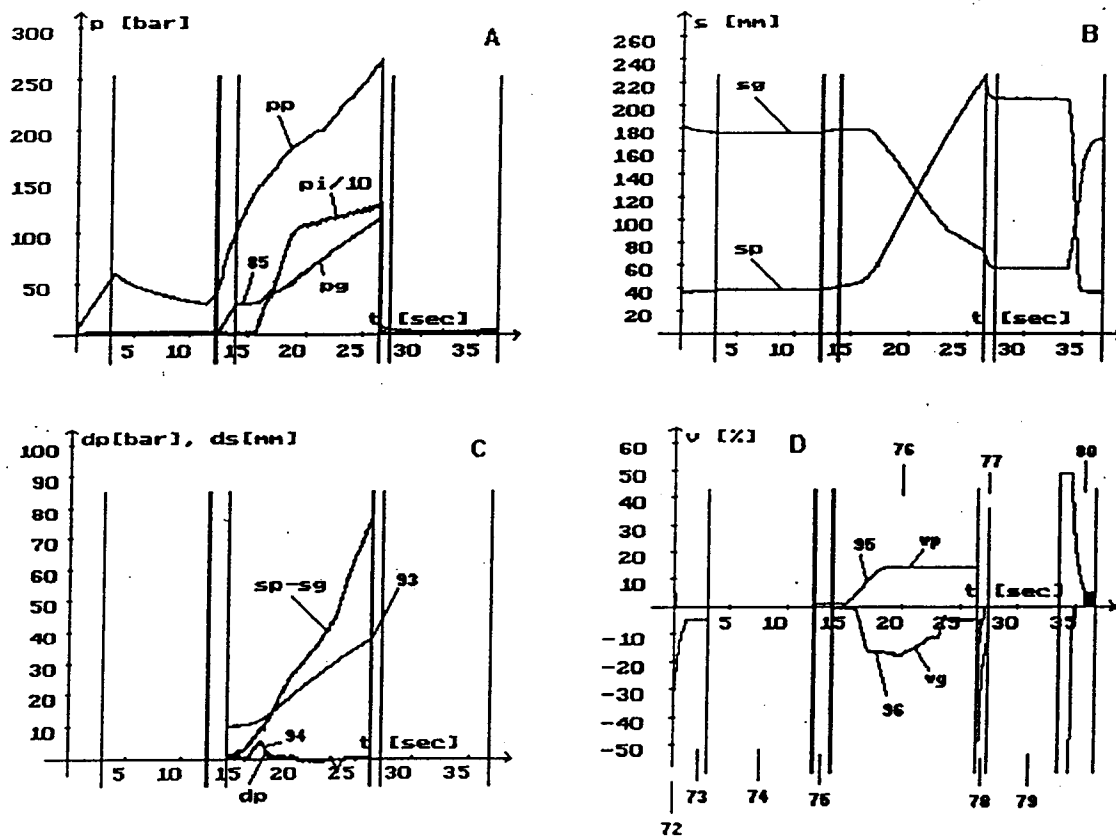 p [bar]
A
300
250
200
150
100
50
pp
pi/10
85
pg
t [sec]
5 10 15 20 25 30 35
s [mm]
B
260
240
220
200
180
160
140
120
100
80
60
40
20
sg
sp
t [sec]
5 10 15 20 25 30 35
dp[bar], ds[mm]
C
100
90
80
70
60
50
40
30
20
10
sp-sg
93
94
t [sec]
5 10 15 20 25 30 35
dp
v [%]
D
76
77
80
60
50
40
30
20
10
95
vp
t [sec]
5 10 15 20 25 30 35
-10
-20
-30
-40
-50
vg
96
73 74 75 78 79
72